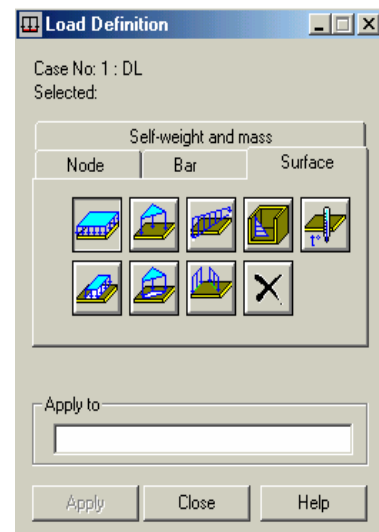 Load Definition
Case No: 1 : DL
Selected:
Self-weight and mass
Node Bar Surface
t°
Apply to
Apply Close Help